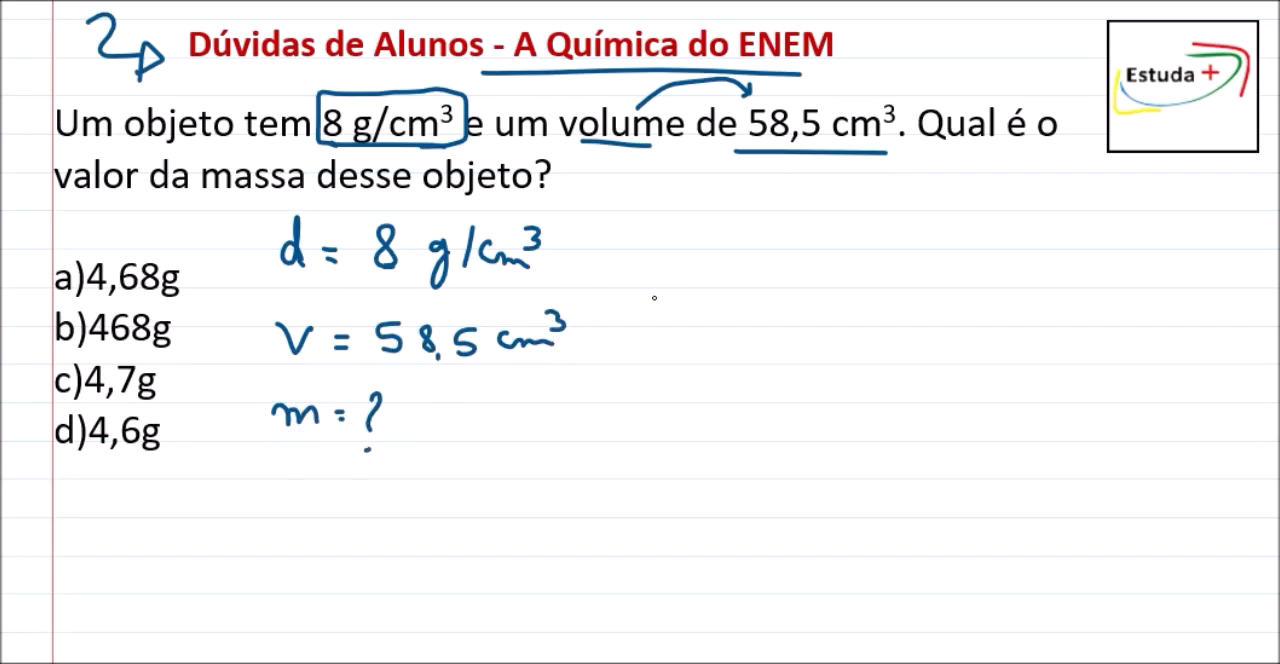 Dúvidas de Alunos - A Química do ENEM
Estuda +
Um objeto tem 8 g/cm³ e um volume de 58,5 cm³. Qual é o
valor da massa desse objeto?
d = 8 g/cm³
a)4,68g
b)468g
V = 58,5 cm³
c)4,7g
m = ?
d)4,6g